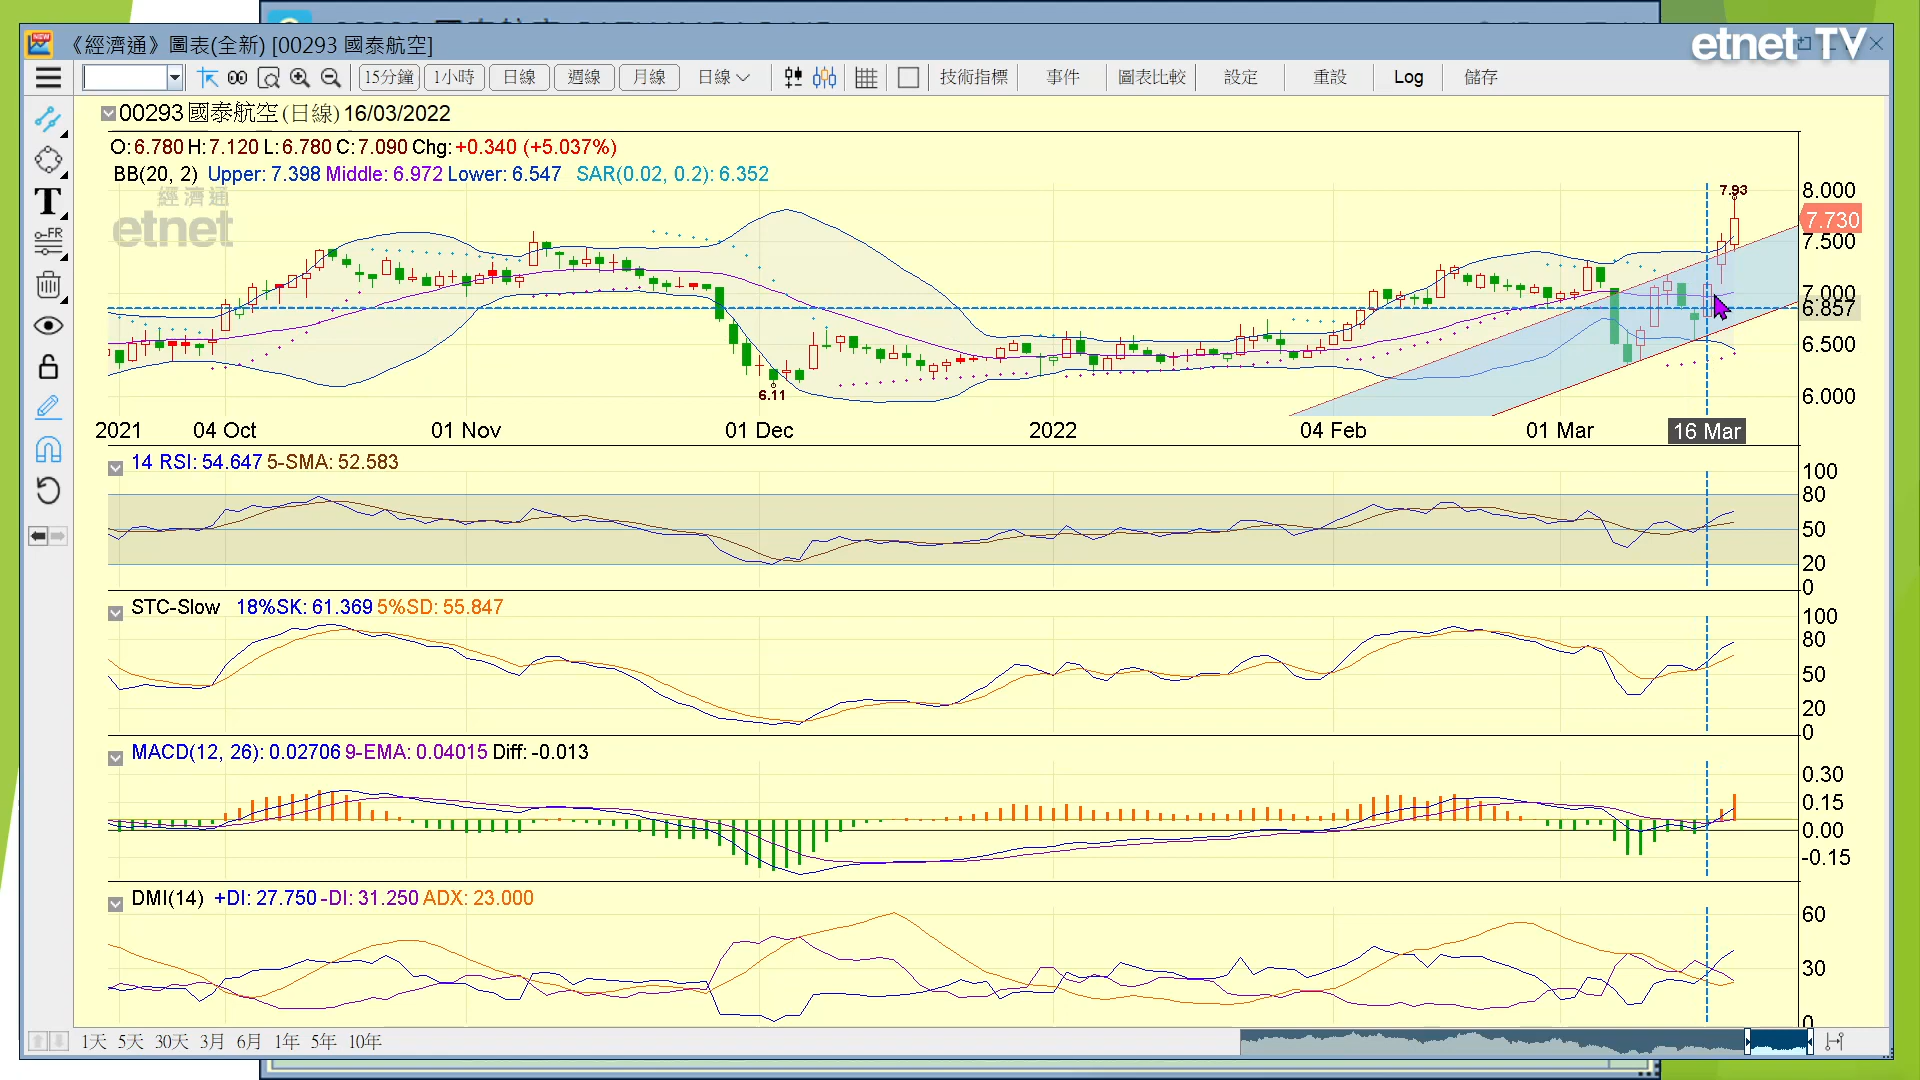 etnet TV
《經濟通》圖表(全新) [00293 國泰航空]
15分鐘 1小時 日線 週線 月線 日線 技術指標 事件 圖表比較 設定 重設 Log 儲存
00293 國泰航空 (日線) 16/03/2022
O: 6.780 H: 7.120 L: 6.780 C: 7.090 Chg: +0.340 (+5.037%)
BB(20, 2) Upper: 7.398 Middle: 6.972 Lower: 6.547 SAR(0.02, 0.2): 6.352
經濟通
etnet
7.93
8.000
7.730
7.500
7.000
6.857
6.500
6.11
6.000
2021 04 Oct 01 Nov 01 Dec 2022 04 Feb 01 Mar 16 Mar
14 RSI: 54.647 5-SMA: 52.583
100
80
50
20
0
STC-Slow 18%SK: 61.369 5%SD: 55.847
100
80
50
20
0
MACD(12, 26): 0.02706 9-EMA: 0.04015 Diff: -0.013
0.30
0.15
0.00
-0.15
DMI(14) +DI: 27.750 -DI: 31.250 ADX: 23.000
60
30
0
1天 5天 30天 3月 6月 1年 5年 10年
T
FR
NEW